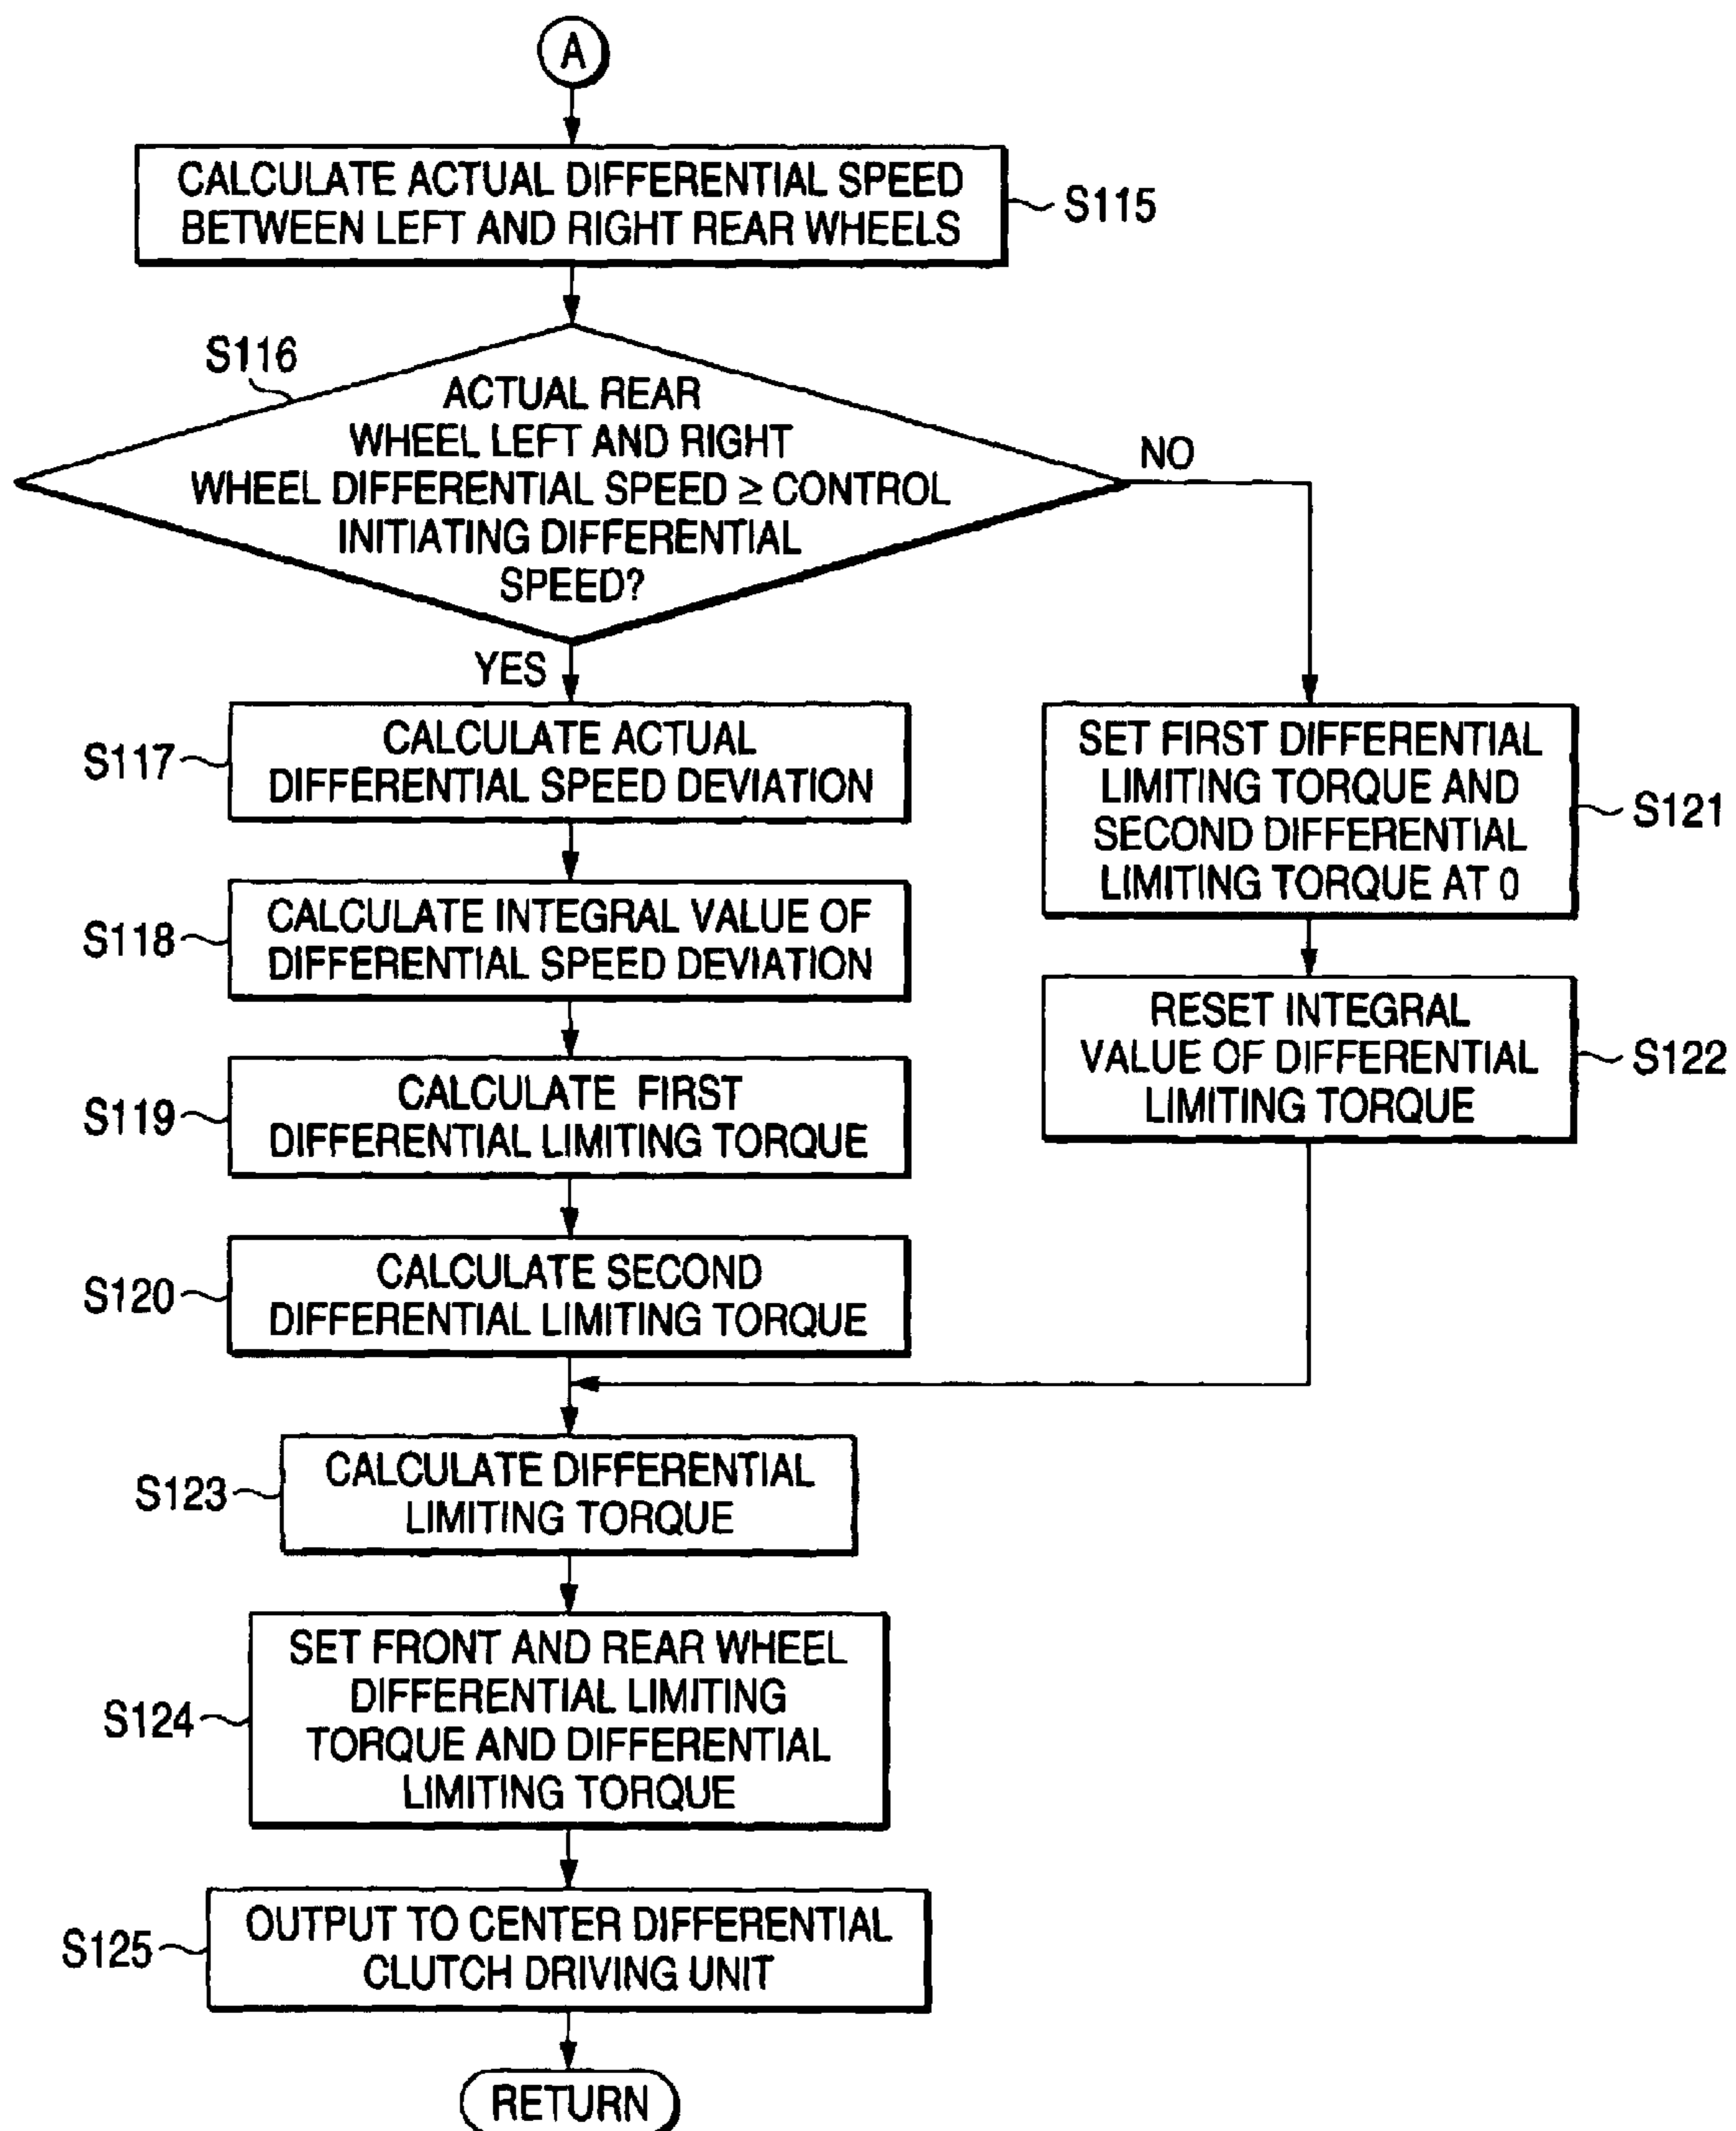 A
CALCULATE ACTUAL DIFFERENTIAL SPEED
BETWEEN LEFT AND RIGHT REAR WHEELS
S115
S116
ACTUAL REAR
WHEEL LEFT AND RIGHT
WHEEL DIFFERENTIAL SPEED ≥ CONTROL
INITIATING DIFFERENTIAL
SPEED?
NO
YES
S117
CALCULATE ACTUAL
DIFFERENTIAL SPEED DEVIATION
S118
CALCULATE INTEGRAL VALUE OF
DIFFERENTIAL SPEED DEVIATION
S119
CALCULATE FIRST
DIFFERENTIAL LIMITING TORQUE
S120
CALCULATE SECOND
DIFFERENTIAL LIMITING TORQUE
SET FIRST DIFFERENTIAL
LIMITING TORQUE AND
SECOND DIFFERENTIAL
LIMITING TORQUE AT 0
S121
RESET INTEGRAL
VALUE OF DIFFERENTIAL
LIMITING TORQUE
S122
S123
CALCULATE DIFFERENTIAL
LIMITING TORQUE
S124
SET FRONT AND REAR WHEEL
DIFFERENTIAL LIMITING
TORQUE AND DIFFERENTIAL
LIMITING TORQUE
S125
OUTPUT TO CENTER DIFFERENTIAL
CLUTCH DRIVING UNIT
RETURN